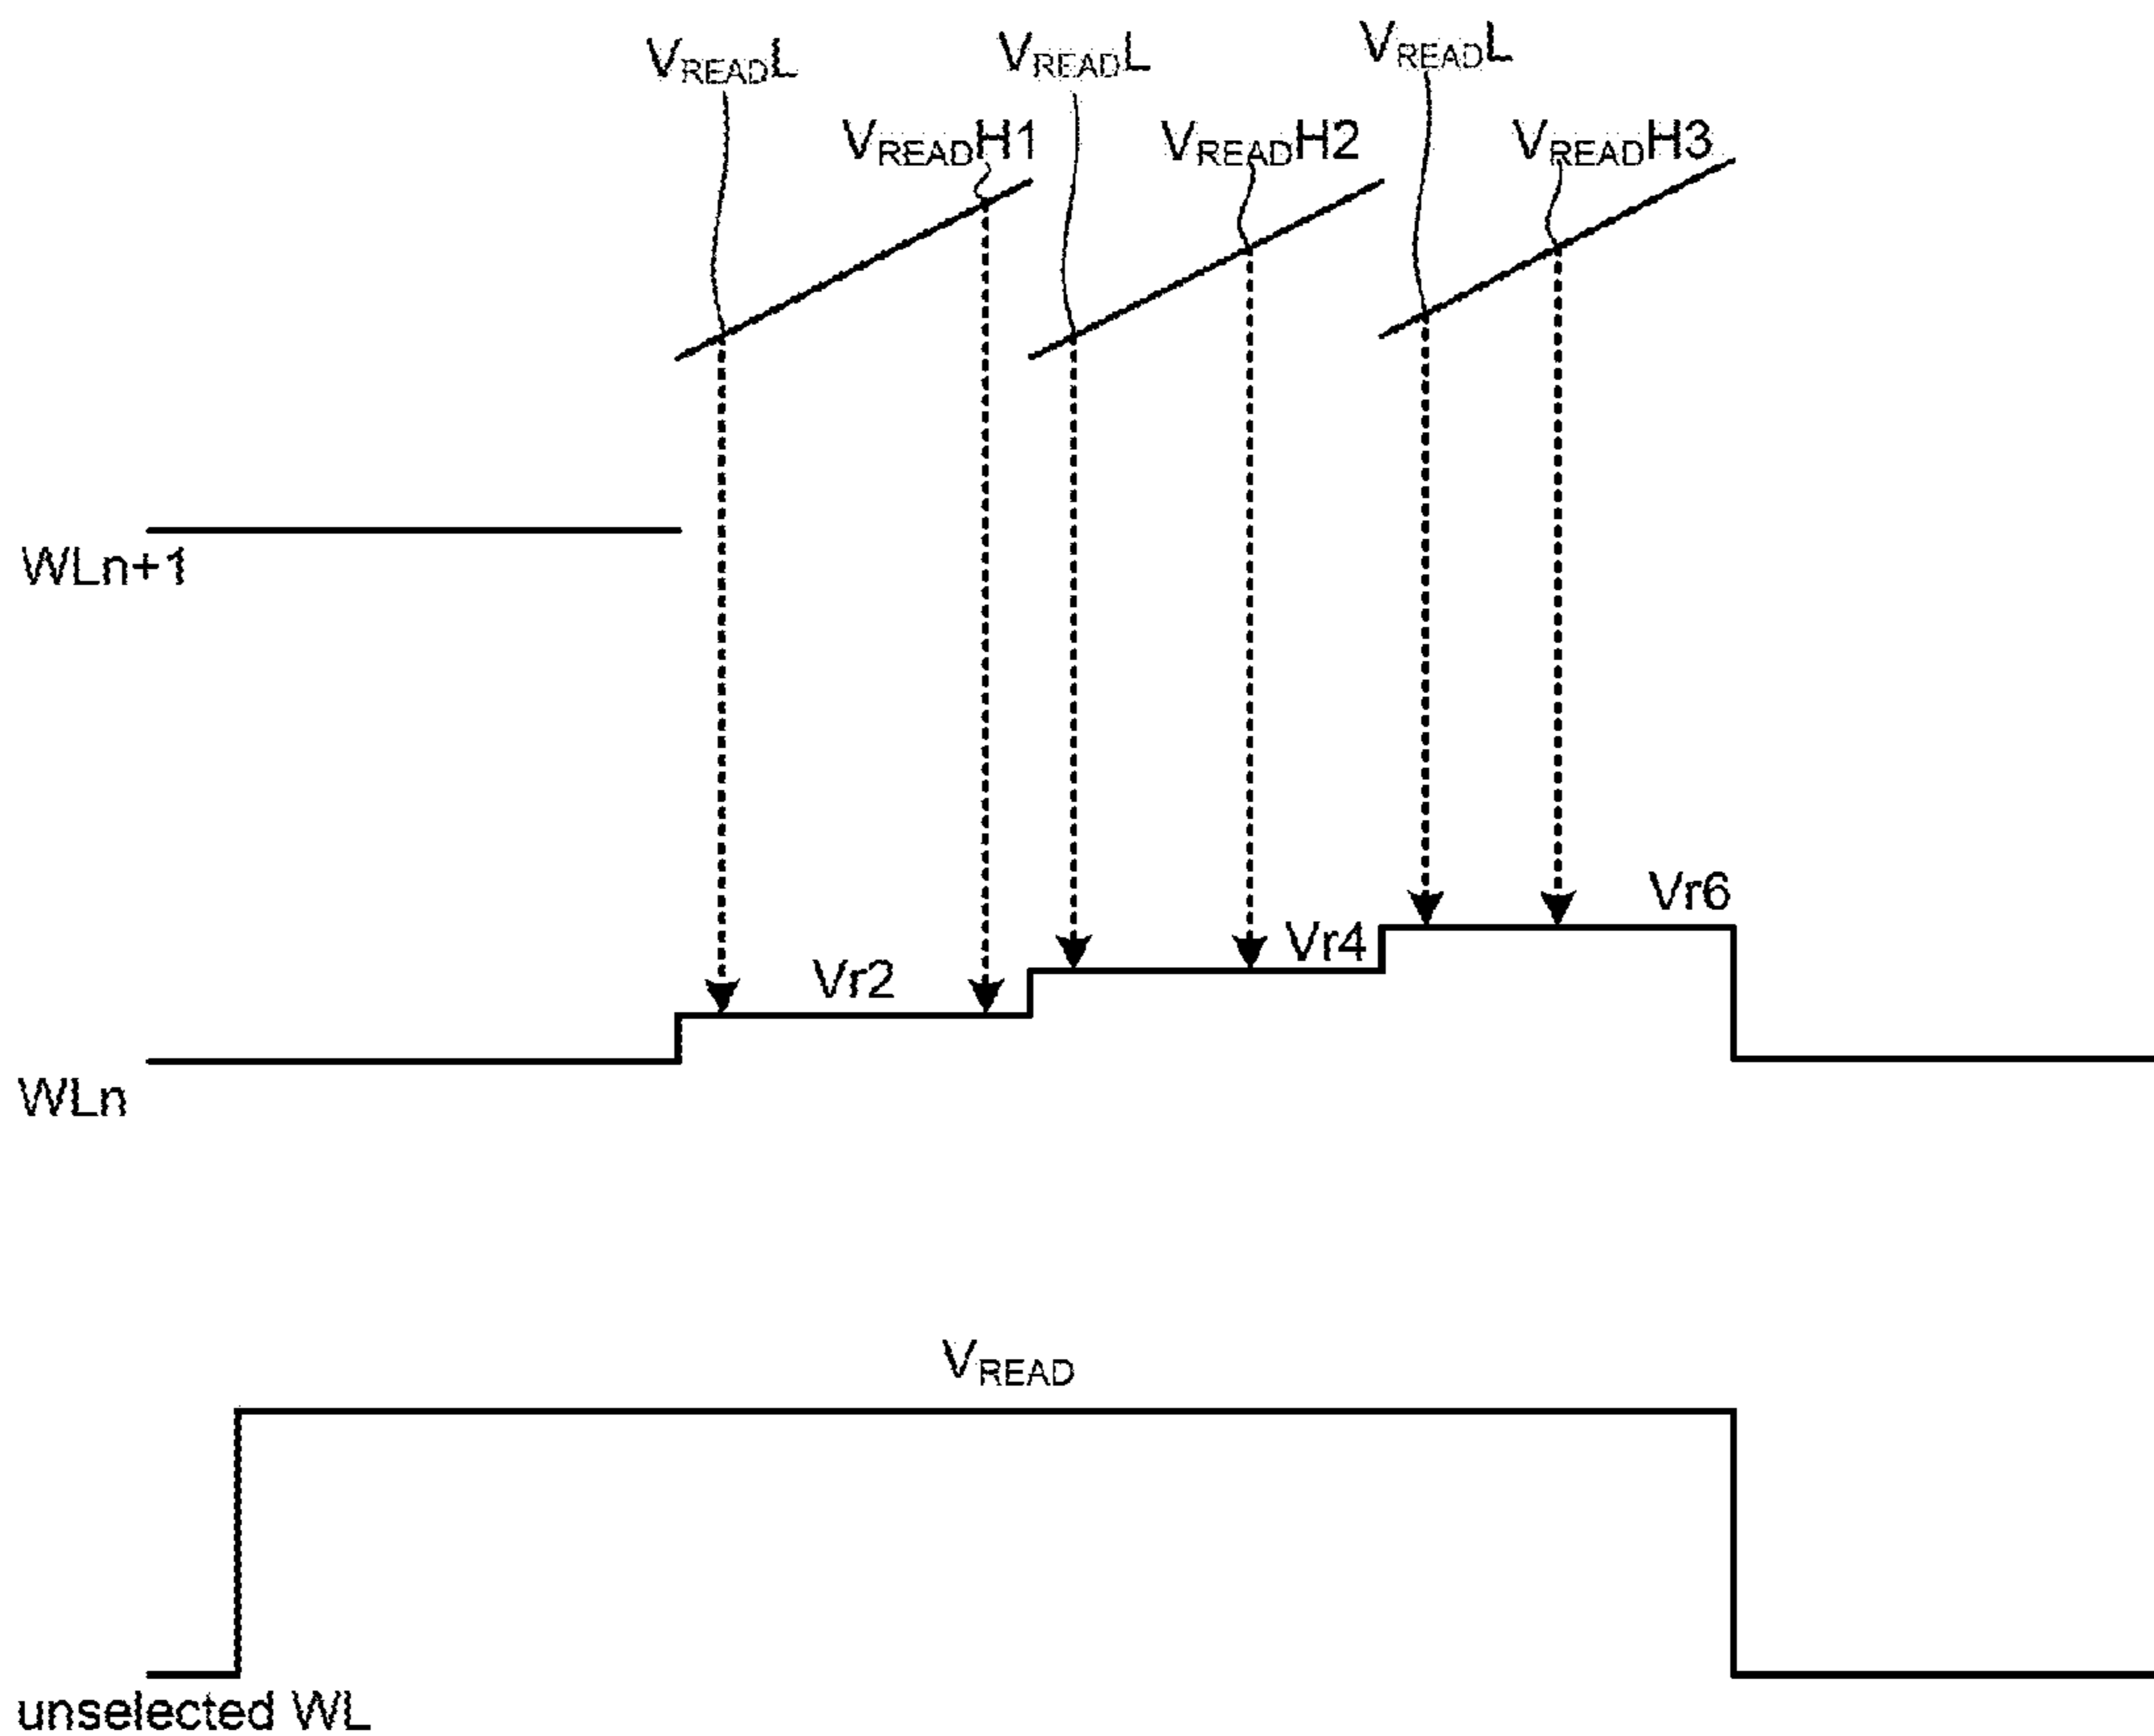 VREADL VREADL VREADL
VREADH1 VREADH2 VREADH3
WLn+1
Vr6
Vr4
Vr2
WLn
VREAD
unselected WL